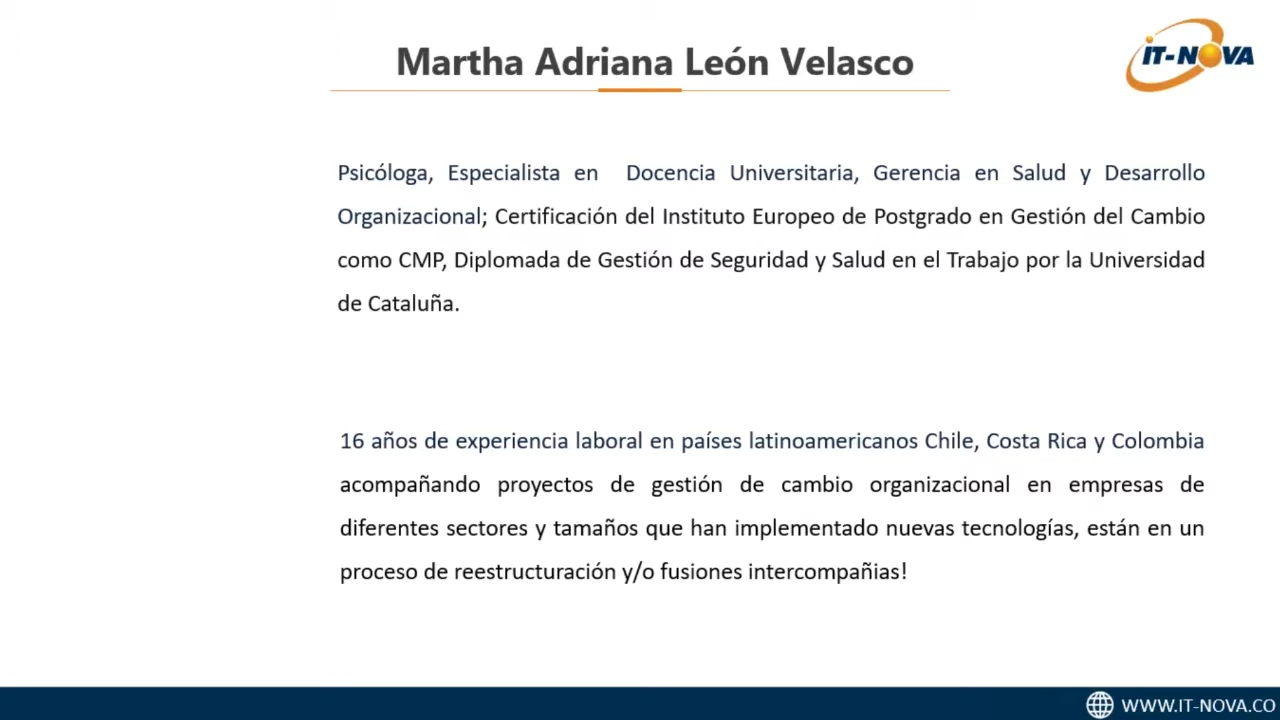 Martha Adriana León Velasco
IT-NOVA
Psicóloga, Especialista en Docencia Universitaria, Gerencia en Salud y Desarrollo
Organizacional; Certificación del Instituto Europeo de Postgrado en Gestión del Cambio
como CMP, Diplomada de Gestión de Seguridad y Salud en el Trabajo por la Universidad
de Cataluña.
16 años de experiencia laboral en países latinoamericanos Chile, Costa Rica y Colombia
acompañando proyectos de gestión de cambio organizacional en empresas de
diferentes sectores y tamaños que han implementado nuevas tecnologías, están en un
proceso de reestructuración y/o fusiones intercompañias!
WWW.IT-NOVA.CO